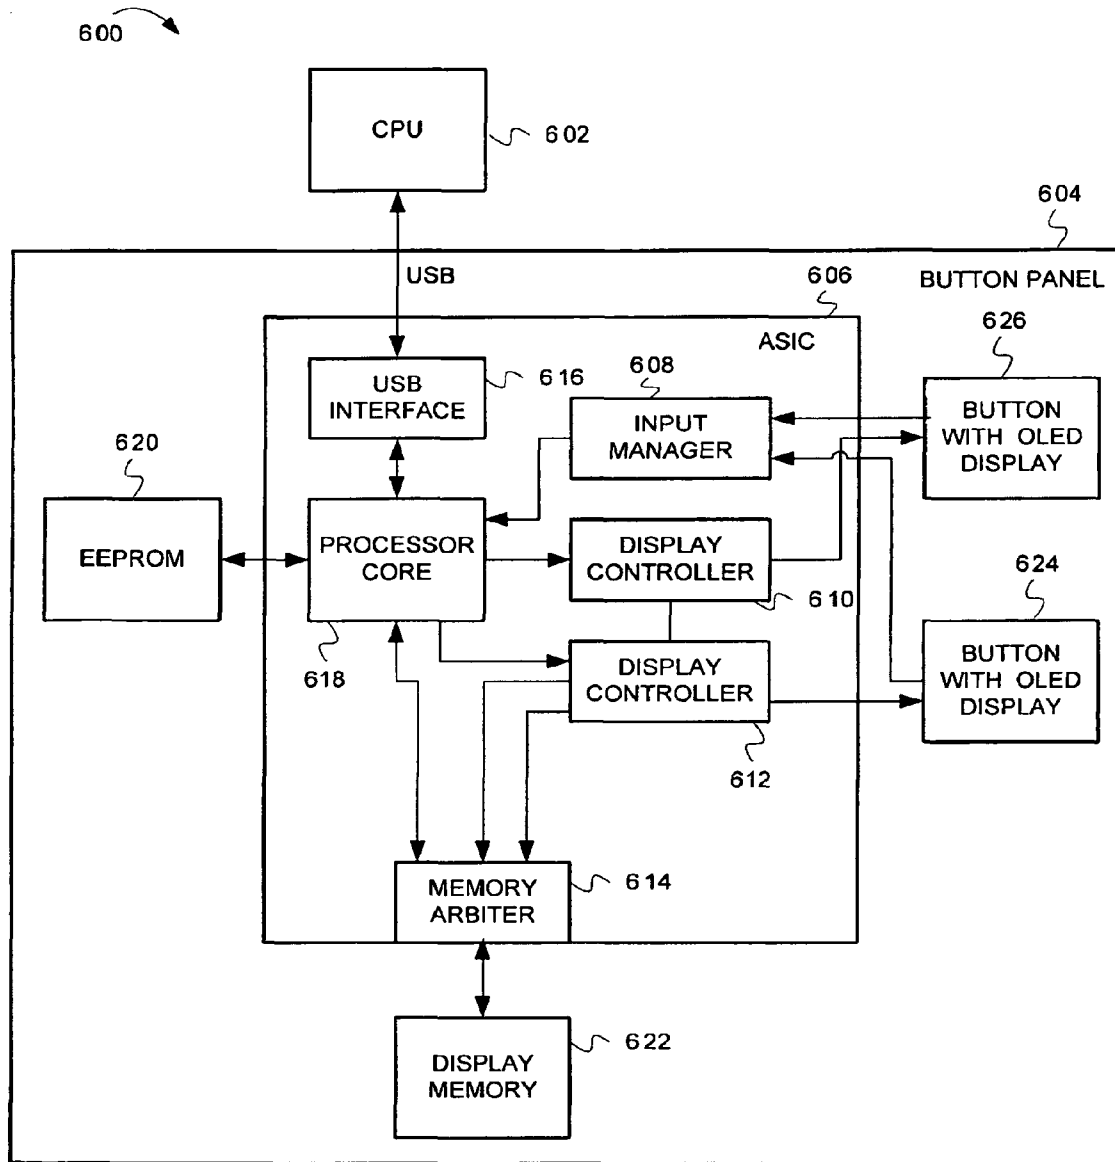 600
CPU
602
604
USB
606
BUTTON PANEL
ASIC
626
608
USB
INTERFACE
616
INPUT
MANAGER
BUTTON
WITH OLED
DISPLAY
620
EEPROM
PROCESSOR
CORE
DISPLAY
CONTROLLER
610
624
618
DISPLAY
CONTROLLER
BUTTON
WITH OLED
DISPLAY
612
MEMORY
ARBITER
614
DISPLAY
MEMORY
622